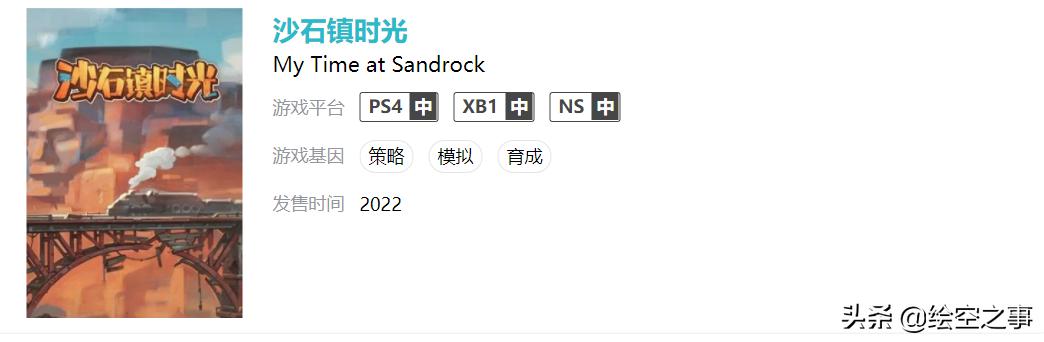 沙石镇时光
沙石镇时光
My Time at Sandrock
游戏平台 PS4 中 XB1 中 NS 中
游戏基因 策略 模拟 育成
发售时间 2022
头条 @绘空之事